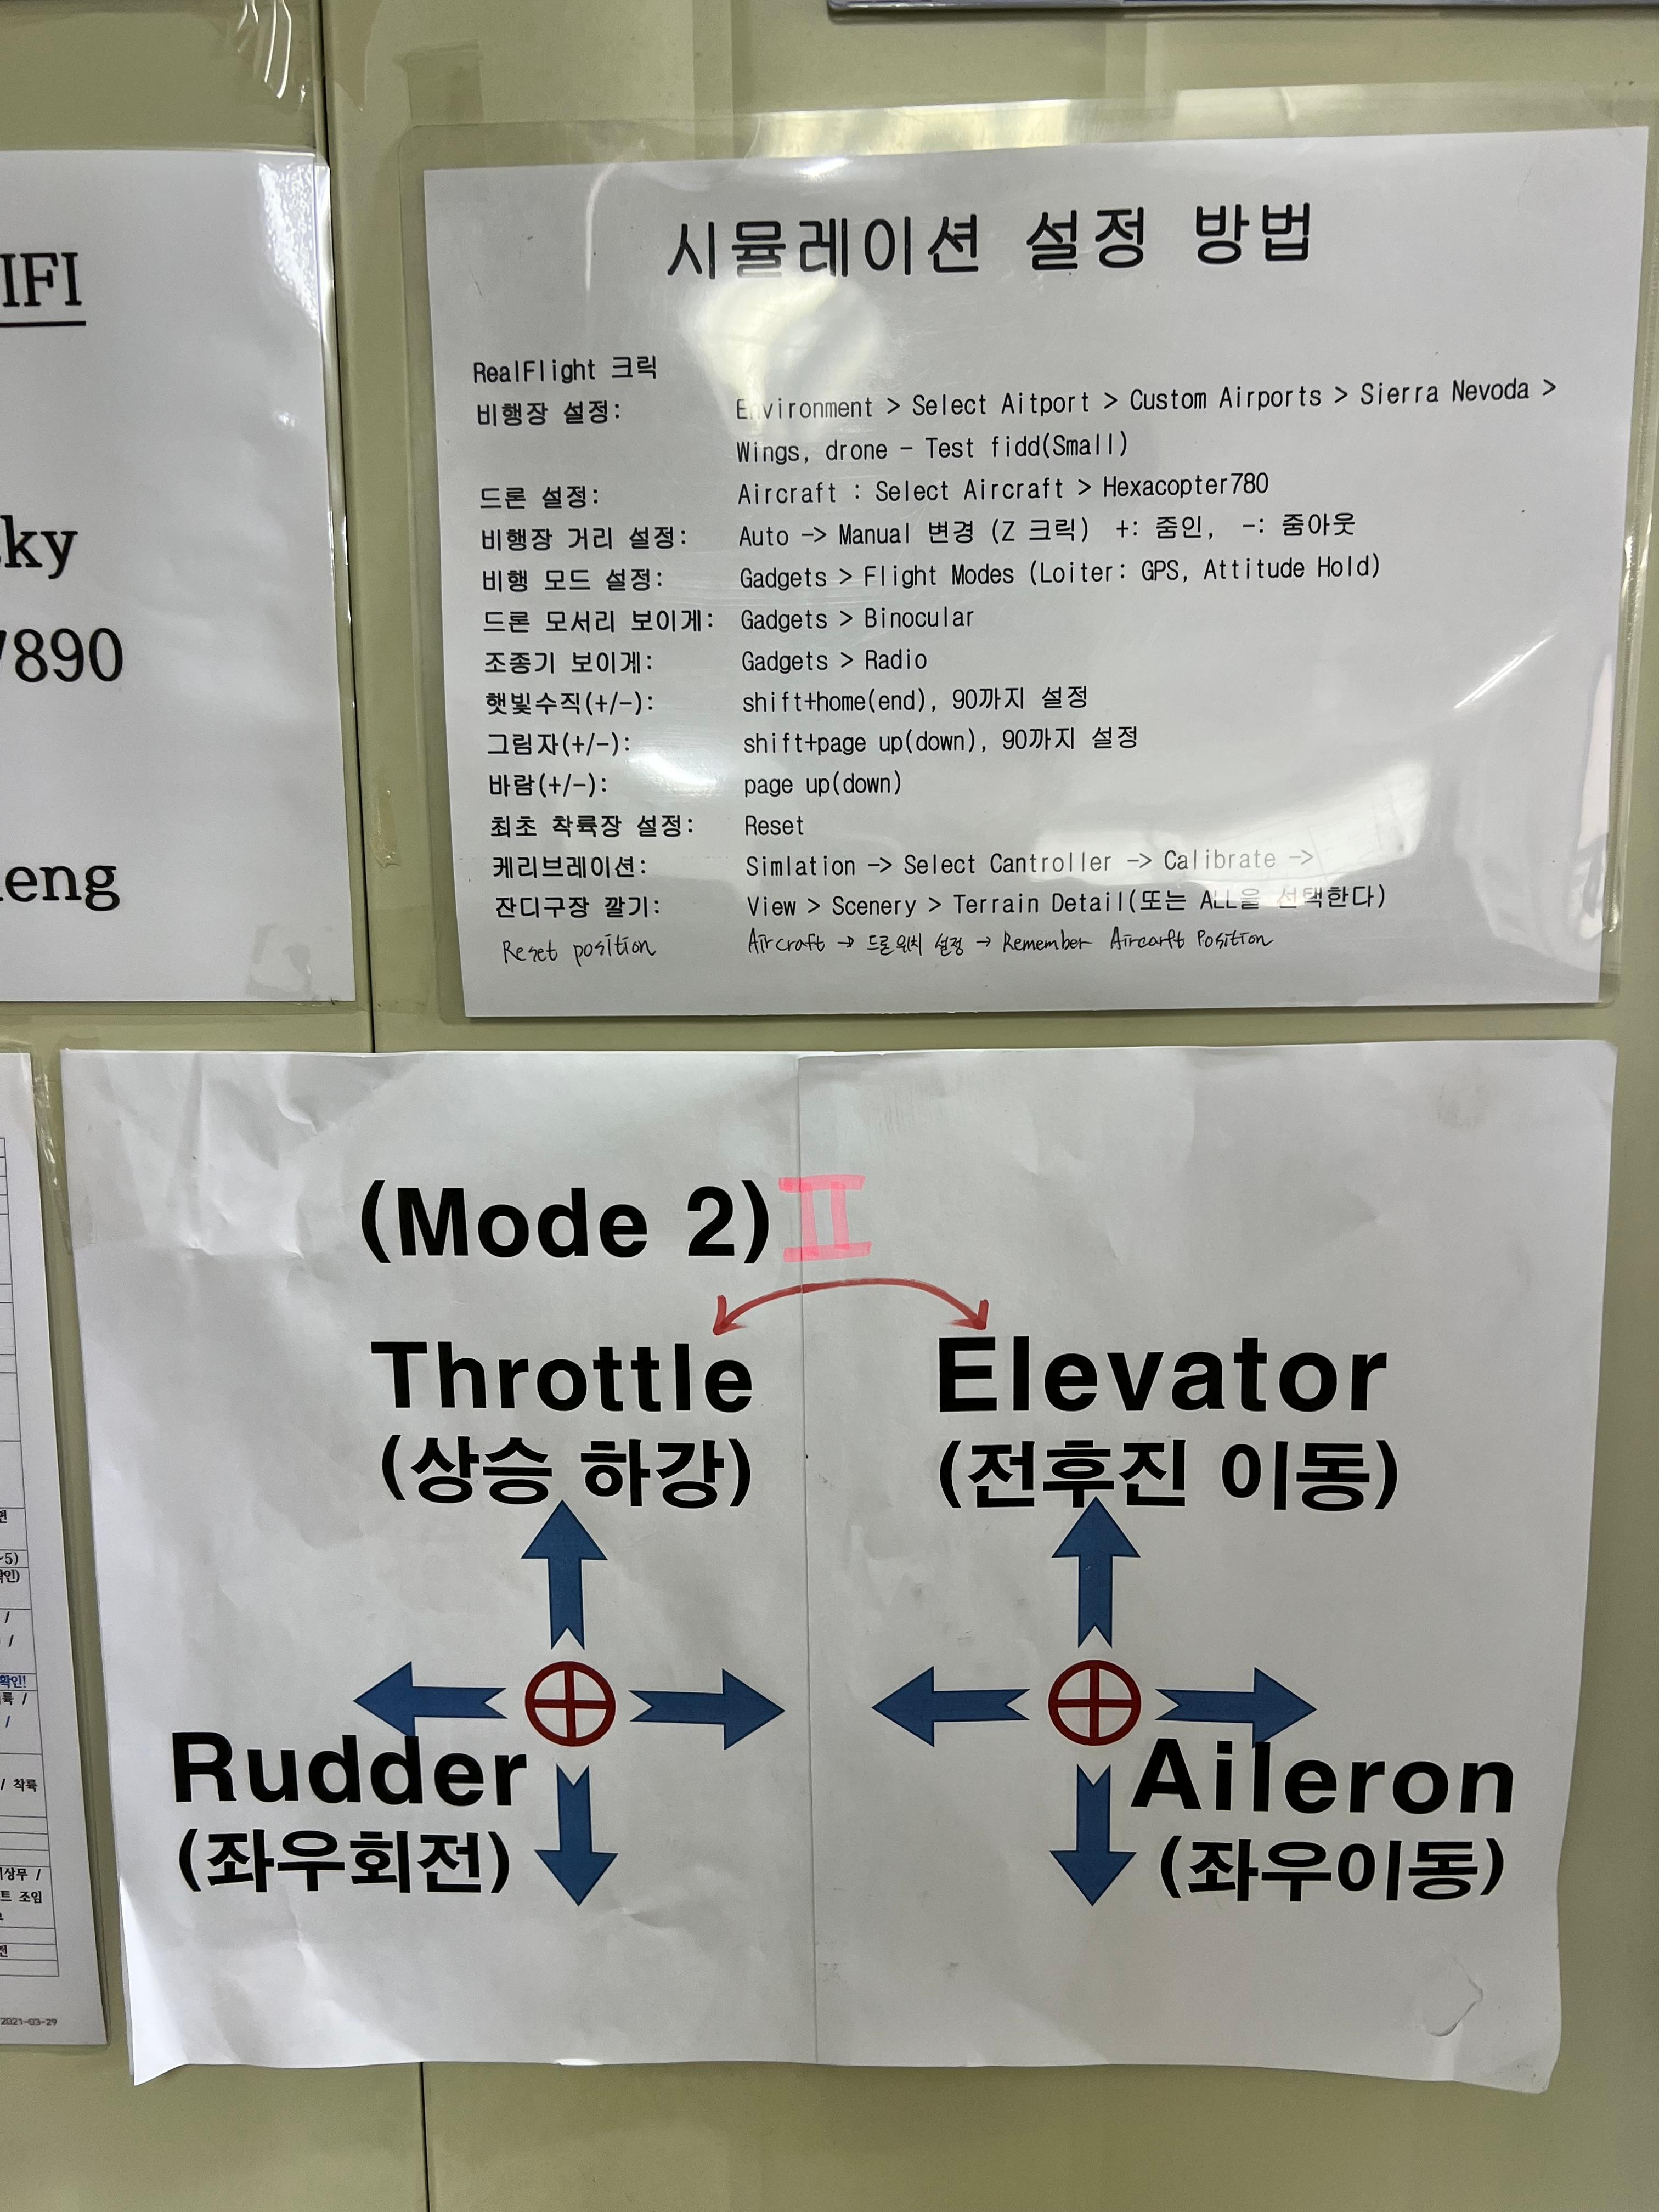 IFI
7890
시뮬레이션 설정 방법
RealFlight 크릭
비행장 설정: Environment > Select Aitport > Custom Airports > Sierra Nevoda >
Wings, drone - Test fidd(Small)
드론 설정: Aircraft : Select Aircraft > Hexacopter780
비행장 거리 설정: Auto -> Manual 변경 (Z 크릭) +: 줌인, -: 줌아웃
비행 모드 설정: Gadgets > Flight Modes (Loiter: GPS, Attitude Hold)
드론 모서리 보이게: Gadgets > Binocular
조종기 보이게: Gadgets > Radio
햇빛수직(+/-): shift+home(end), 90까지 설정
그림자(+/-): shift+page up(down), 90까지 설정
바람(+/-): page up(down)
최초 착륙장 설정: Reset
케리브레이션: Simlation -> Select Cantroller -> Calibrate ->
잔디구장 깔기: View > Scenery > Terrain Detail(또는 ALL을 선택한다)
Reset position Aircraft → 드론위치 설정 → Remember Aircarft Position
(Mode 2) II
Throttle Elevator
(상승 하강) (전후진 이동)
Rudder Aileron
(좌우회전) (좌우이동)
확인!
/ 착륙
트 조임
2021-03-29